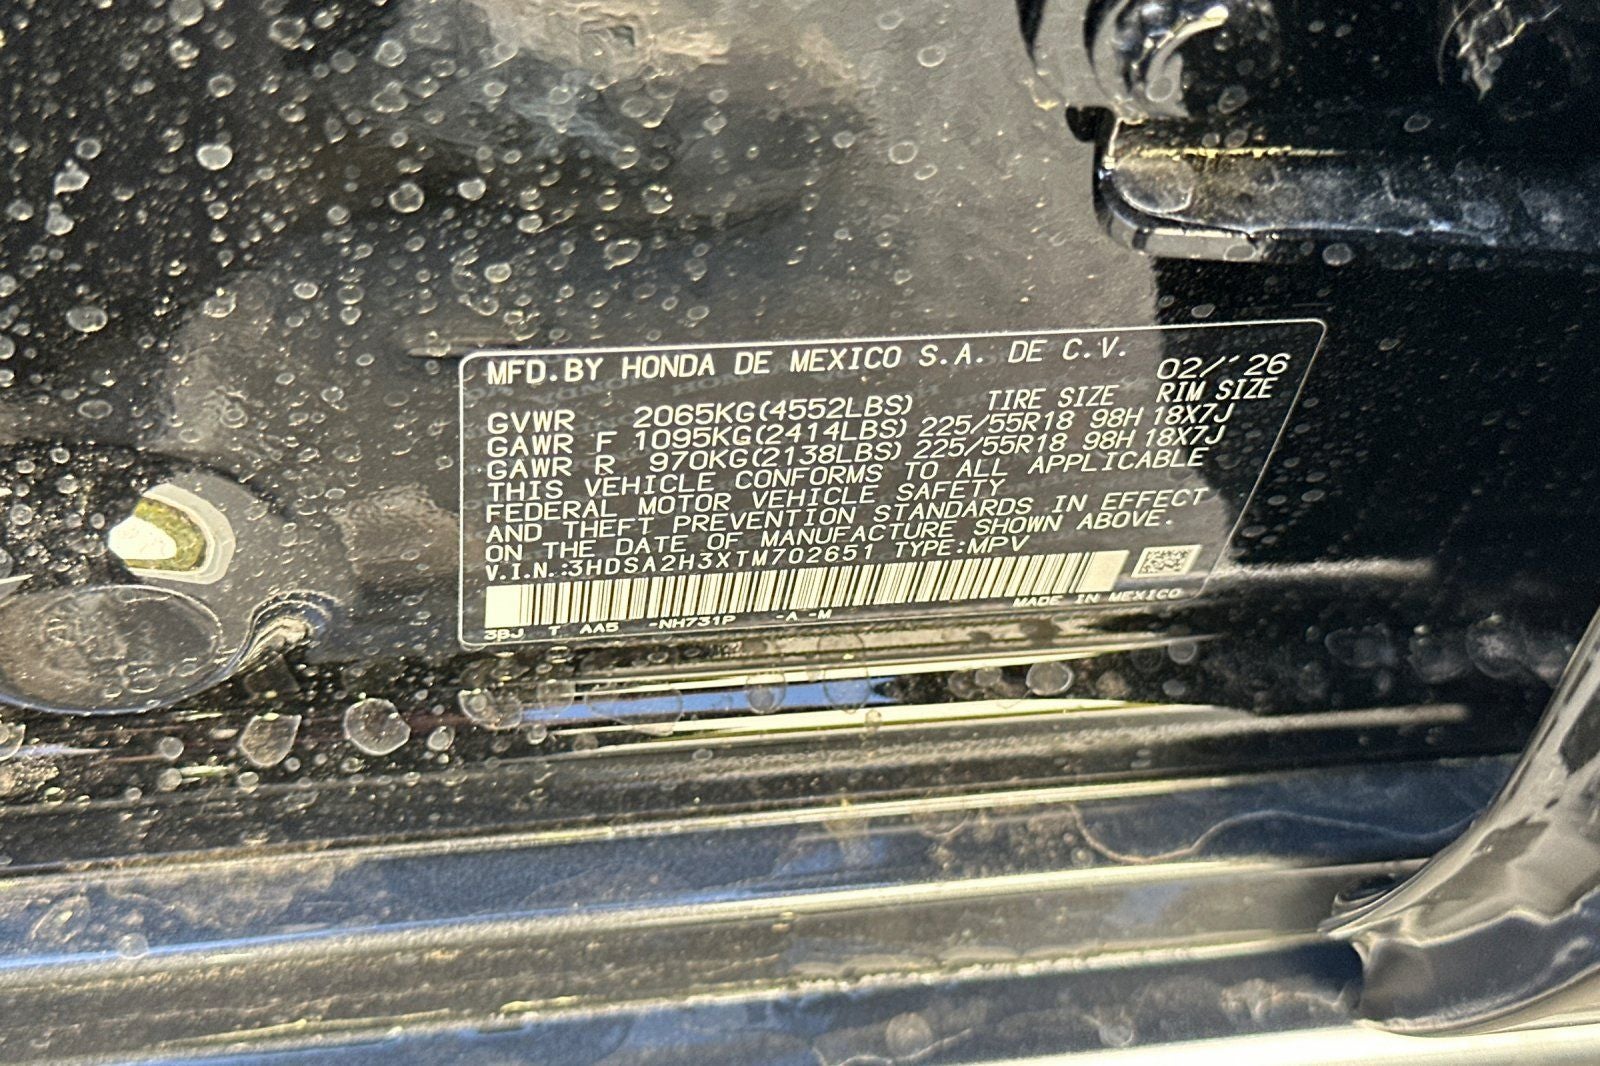 MFD.BY HONDA DE MEXICO S.A. DE C.V. 02/'26
TIRE SIZE RIM SIZE
GVWR 2065KG(4552LBS)
GAWR F 1095KG(2414LBS) 225/55R18 98H 18X7J
GAWR R 970KG(2138LBS) 225/55R18 98H 18X7J
THIS VEHICLE CONFORMS TO ALL APPLICABLE
FEDERAL MOTOR VEHICLE SAFETY
AND THEFT PREVENTION STANDARDS IN EFFECT
ON THE DATE OF MANUFACTURE SHOWN ABOVE.
V.I.N.:3HDSA2H3XTM702651 TYPE:MPV
MADE IN MEXICO
3BJ T AA5 -NH731P -A -M